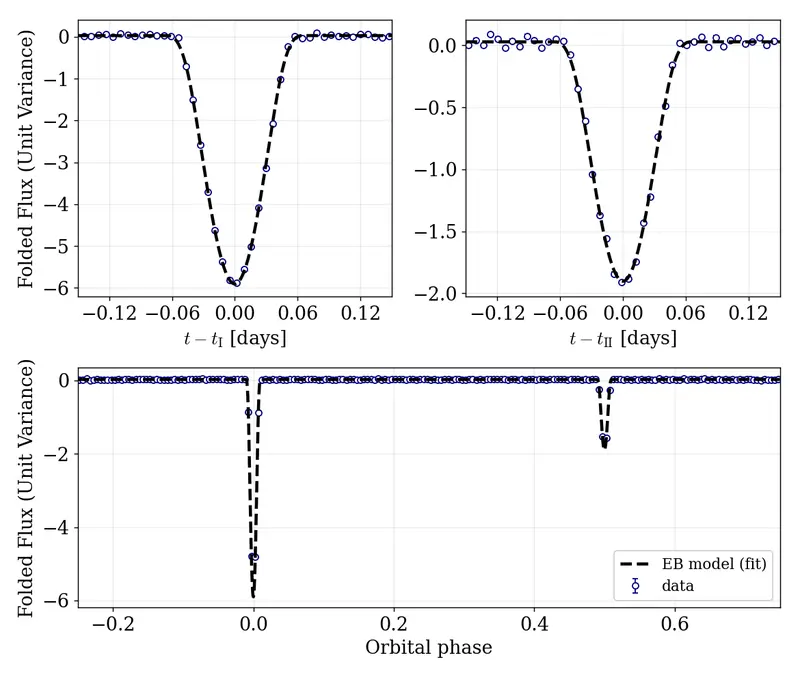 Folded Flux (Unit Variance)
0
−1
−2
−3
−4
−5
−6
−0.12 −0.06 0.00 0.06 0.12
t − t_I [days]
0.0
−0.5
−1.0
−1.5
−2.0
−0.12 −0.06 0.00 0.06 0.12
t − t_II [days]
Folded Flux (Unit Variance)
0
−2
−4
−6
EB model (fit)
data
−0.2 0.0 0.2 0.4 0.6
Orbital phase